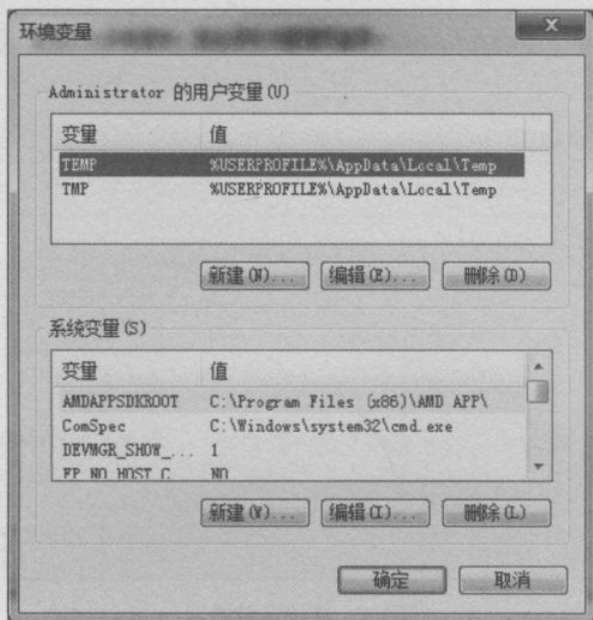 环境变量
Administrator 的用户变量(U)
变量 值
TEMP %USERPROFILE%\AppData\Local\Temp
TMP %USERPROFILE%\AppData\Local\Temp
新建(N)... 编辑(E)... 删除(D)
系统变量(S)
变量 值
AMDAPPSDKROOT C:\Program Files (x86)\AMD APP\
ComSpec C:\Windows\system32\cmd.exe
DEVMGR_SHOW_... 1
FP_NO_HOST_C... NO
新建(W)... 编辑(I)... 删除(L)
确定 取消